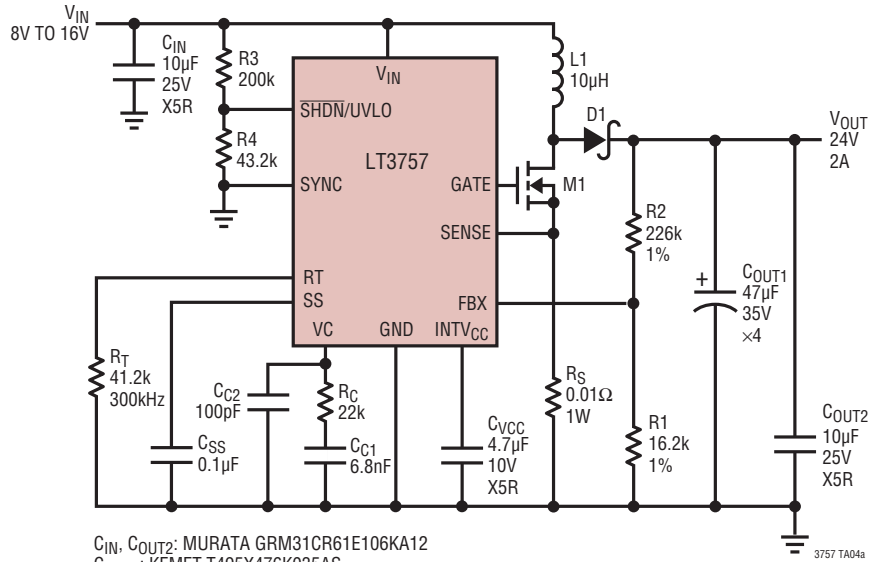 VIN
8V TO 16V
CIN
10µF
25V
X5R
R3
200k
R4
43.2k
VIN
SHDN/UVLO
LT3757
SYNC
GATE
SENSE
RT
SS
FBX
VC
GND
INTVCC
L1
10µH
D1
M1
VOUT
24V
2A
R2
226k
1%
COUT1
+
47µF
35V
×4
RT
41.2k
300kHz
CSS
0.1µF
CC2
100pF
RC
22k
CC1
6.8nF
CVCC
4.7µF
10V
X5R
RS
0.01Ω
1W
R1
16.2k
1%
COUT2
10µF
25V
X5R
CIN, COUT2: MURATA GRM31CR61E106KA12
3757 TA04a